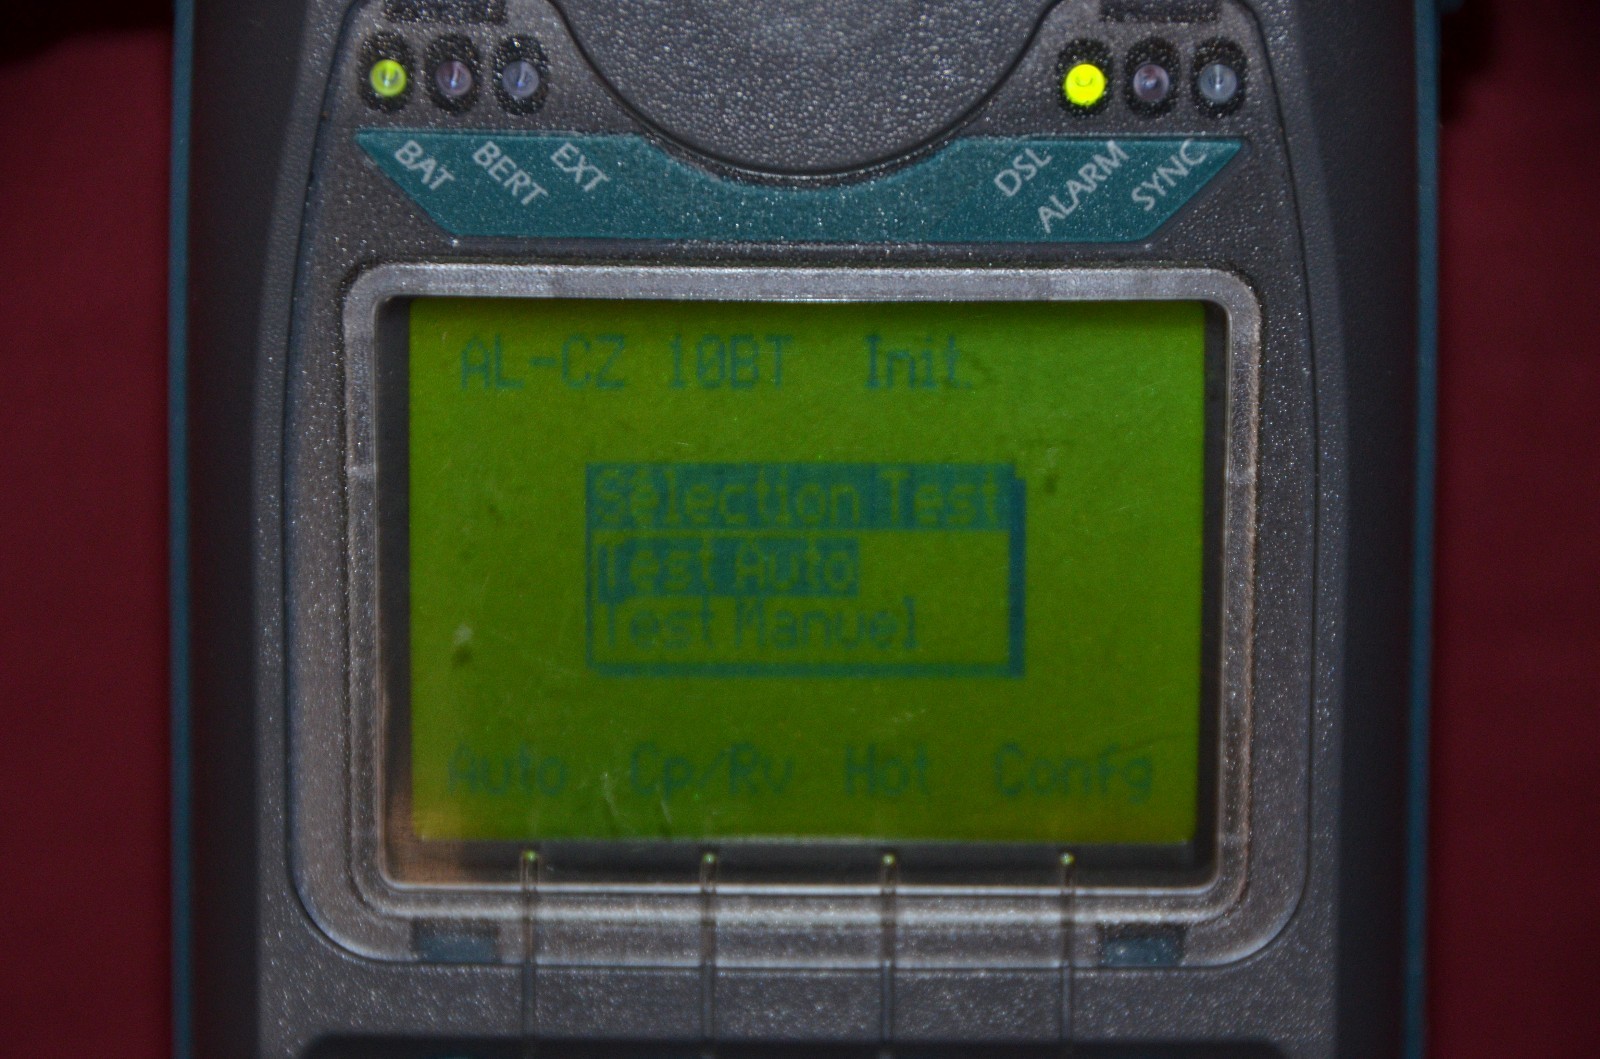 BAT BERT EXT DSL ALARM SYNC
AL-CZ 10BT Init
Sélection Test
Test Auto
Test Manuel
Auto Cp/Rv Hot Confg